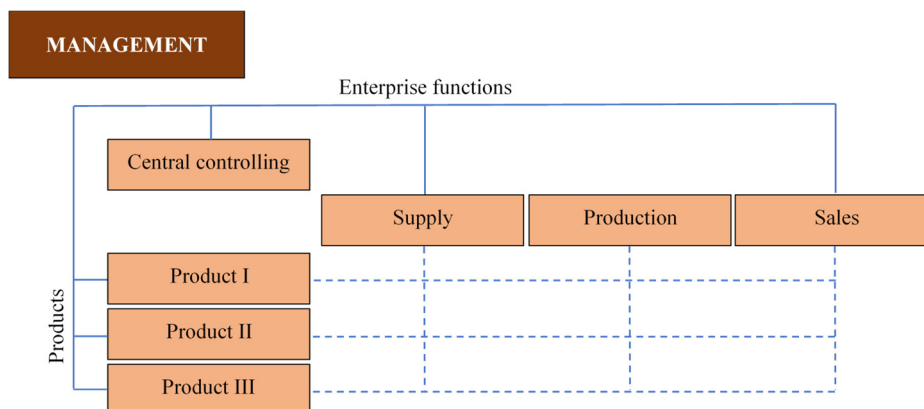 MANAGEMENT
Enterprise functions
Central controlling
Supply
Production
Sales
Products
Product I
Product II
Product III